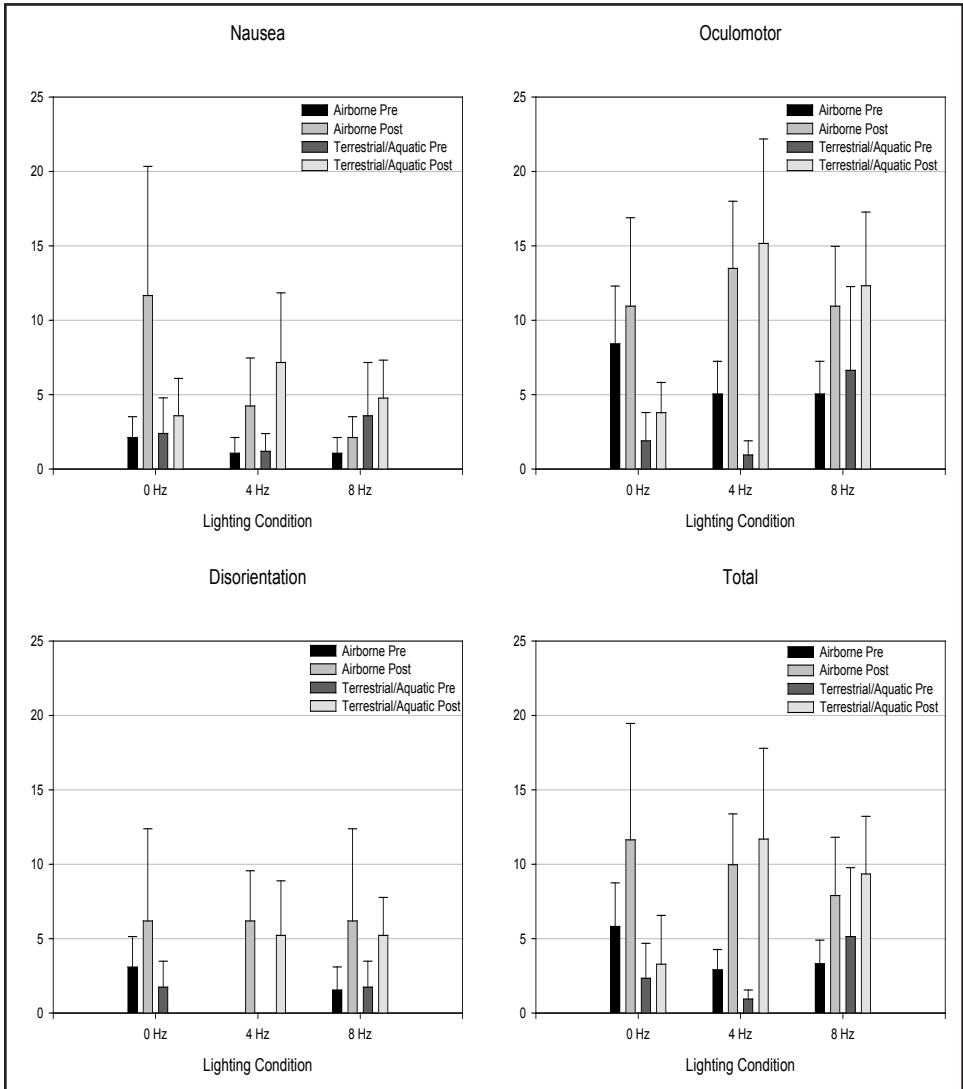 Nausea
25
20
15
10
5
0
Airborne Pre
Airborne Post
Terrestrial/Aquatic Pre
Terrestrial/Aquatic Post
0 Hz 4 Hz 8 Hz
Lighting Condition
Oculomotor
25
20
15
10
5
0
Airborne Pre
Airborne Post
Terrestrial/Aquatic Pre
Terrestrial/Aquatic Post
0 Hz 4 Hz 8 Hz
Lighting Condition
Disorientation
25
20
15
10
5
0
Airborne Pre
Airborne Post
Terrestrial/Aquatic Pre
Terrestrial/Aquatic Post
0 Hz 4 Hz 8 Hz
Lighting Condition
Total
25
20
15
10
5
0
Airborne Pre
Airborne Post
Terrestrial/Aquatic Pre
Terrestrial/Aquatic Post
0 Hz 4 Hz 8 Hz
Lighting Condition